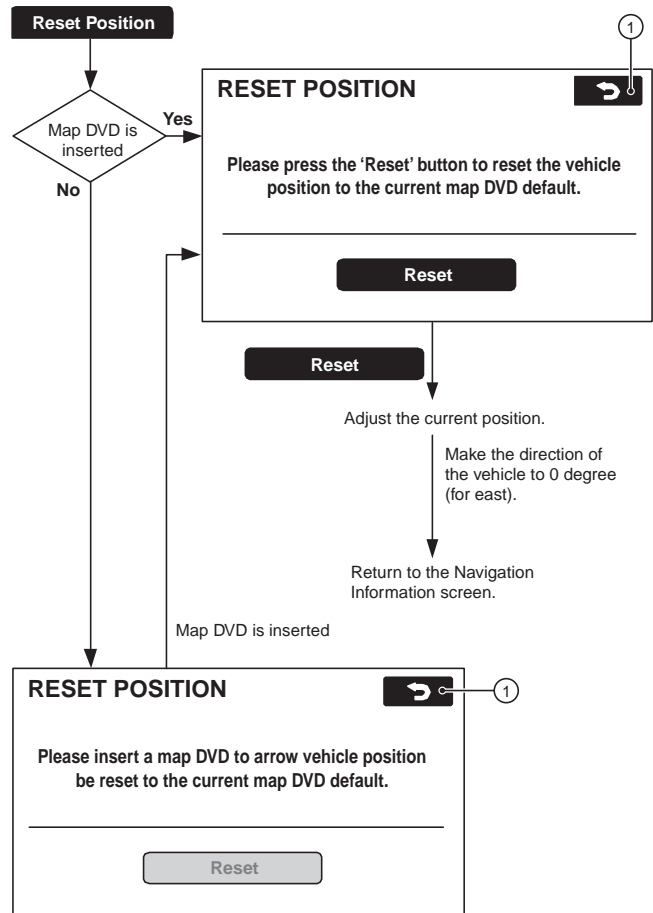 Reset Position
1
RESET POSITION
Map DVD is
inserted
Yes
No
Please press the ‘Reset’ button to reset the vehicle
position to the current map DVD default.
Reset
Reset
Adjust the current position.
Make the direction of
the vehicle to 0 degree
(for east).
Return to the Navigation
Information screen.
Map DVD is inserted
RESET POSITION
1
Please insert a map DVD to arrow vehicle position
be reset to the current map DVD default.
Reset